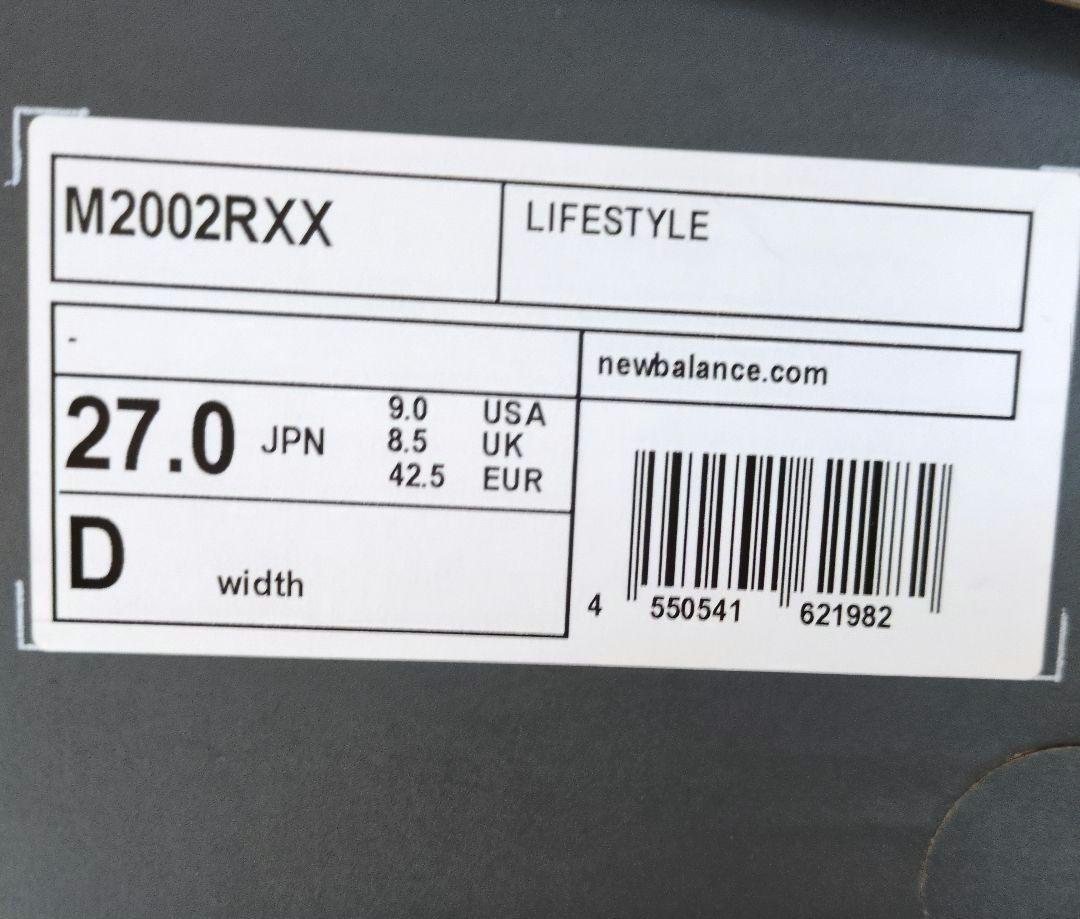 M2002RXX
LIFESTYLE
-
newbalance.com
27.0 JPN
9.0 USA
8.5 UK
42.5 EUR
D width
4 550541 621982